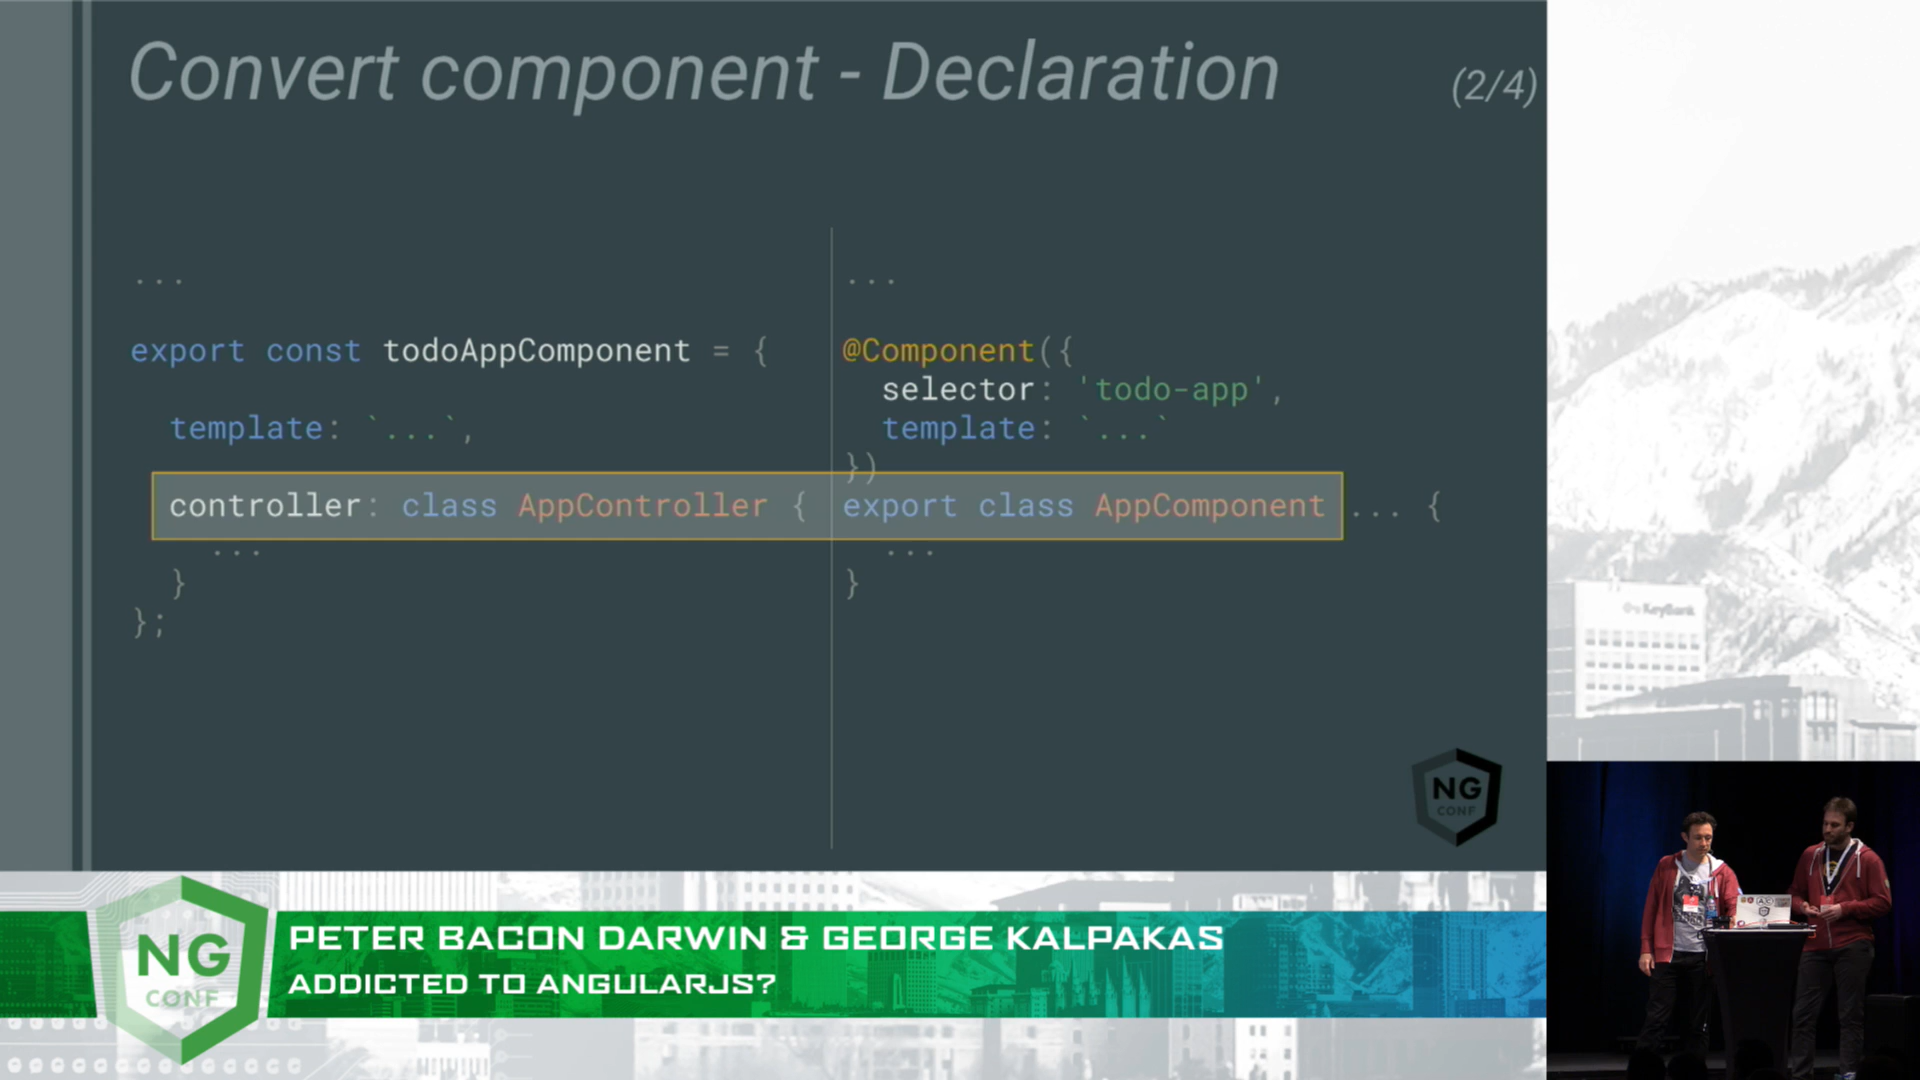 Convert component - Declaration
(2/4)
...
export const todoAppComponent = {
template: `...`,
controller: class AppController {
...
}
};
...
@Component({
selector: 'todo-app',
template: `...`
})
export class AppComponent ... {
...
}
NG
CONF
KeyBank
NG
CONF
PETER BACON DARWIN & GEORGE KALPAKAS
ADDICTED TO ANGULARJS?